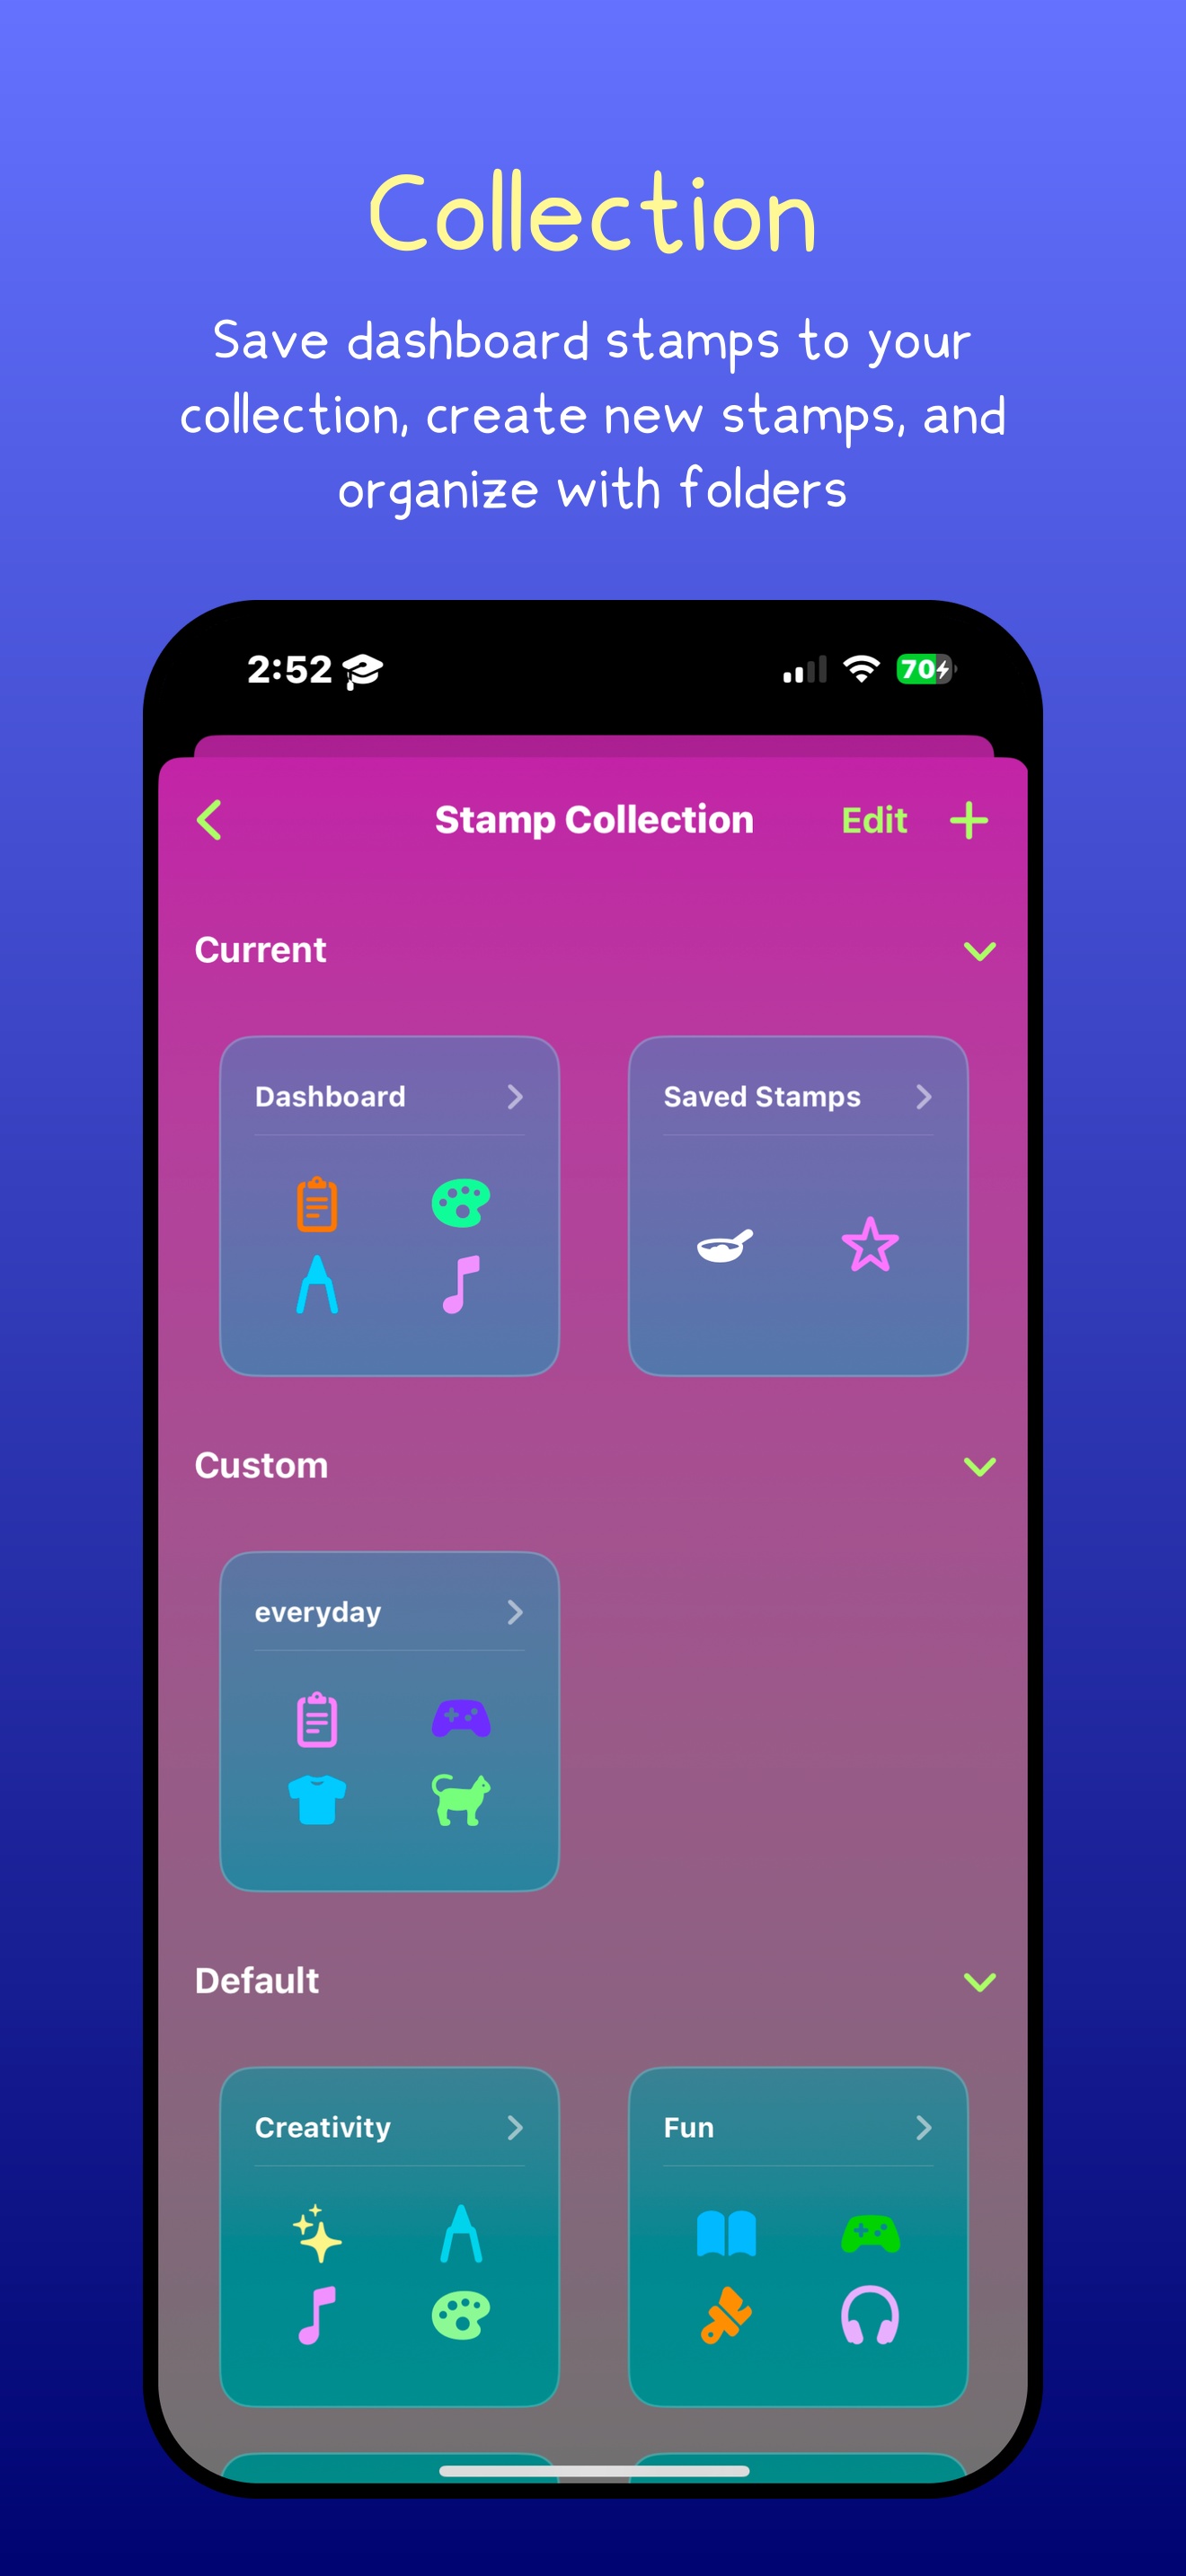 Collection
Save dashboard stamps to your
collection, create new stamps, and
organize with folders
2:52
70
Stamp Collection
Edit
Current
Dashboard
Saved Stamps
Custom
everyday
Default
Creativity
Fun